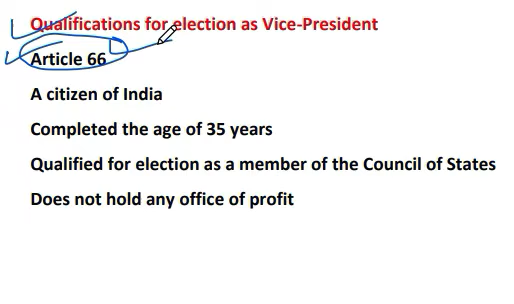 Qualifications for election as Vice-President
Article 66
A citizen of India
Completed the age of 35 years
Qualified for election as a member of the Council of States
Does not hold any office of profit